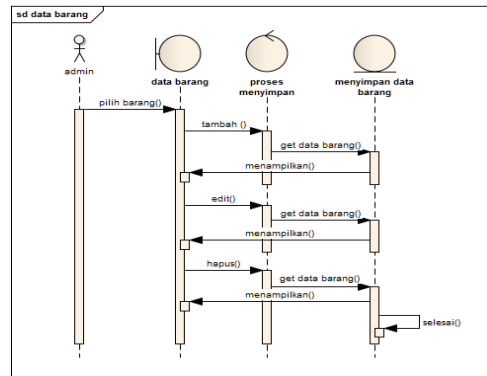 sd data barang
admin
data barang
proses
menyimpan
menyimpan data
barang
pilih barang()
tambah ()
get data barang()
menampilkan()
edit()
get data barang()
menampilkan()
hapus()
get data barang()
menampilkan()
selesai()